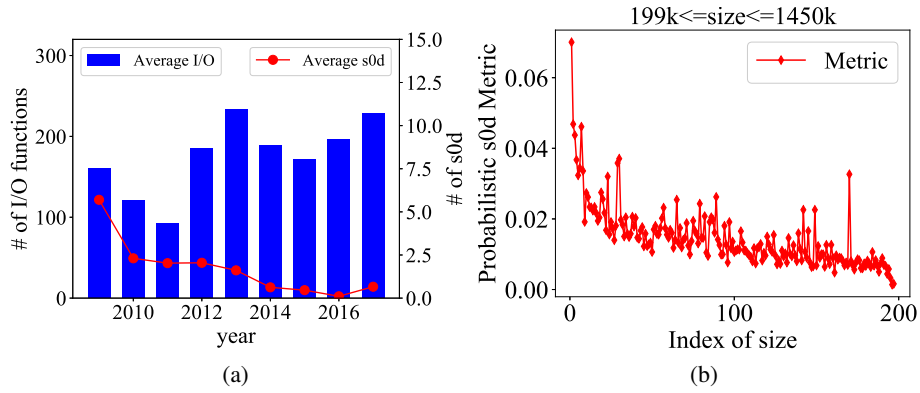 300
200
100
0
# of I/O functions
Average I/O
Average s0d
15.0
12.5
10.0
7.5
5.0
2.5
0.0
# of s0d
2010
2012
2014
2016
year
(a)
199k<=size<=1450k
0.06
0.04
0.02
0.00
Probabilistic s0d Metric
Metric
0
100
200
Index of size
(b)